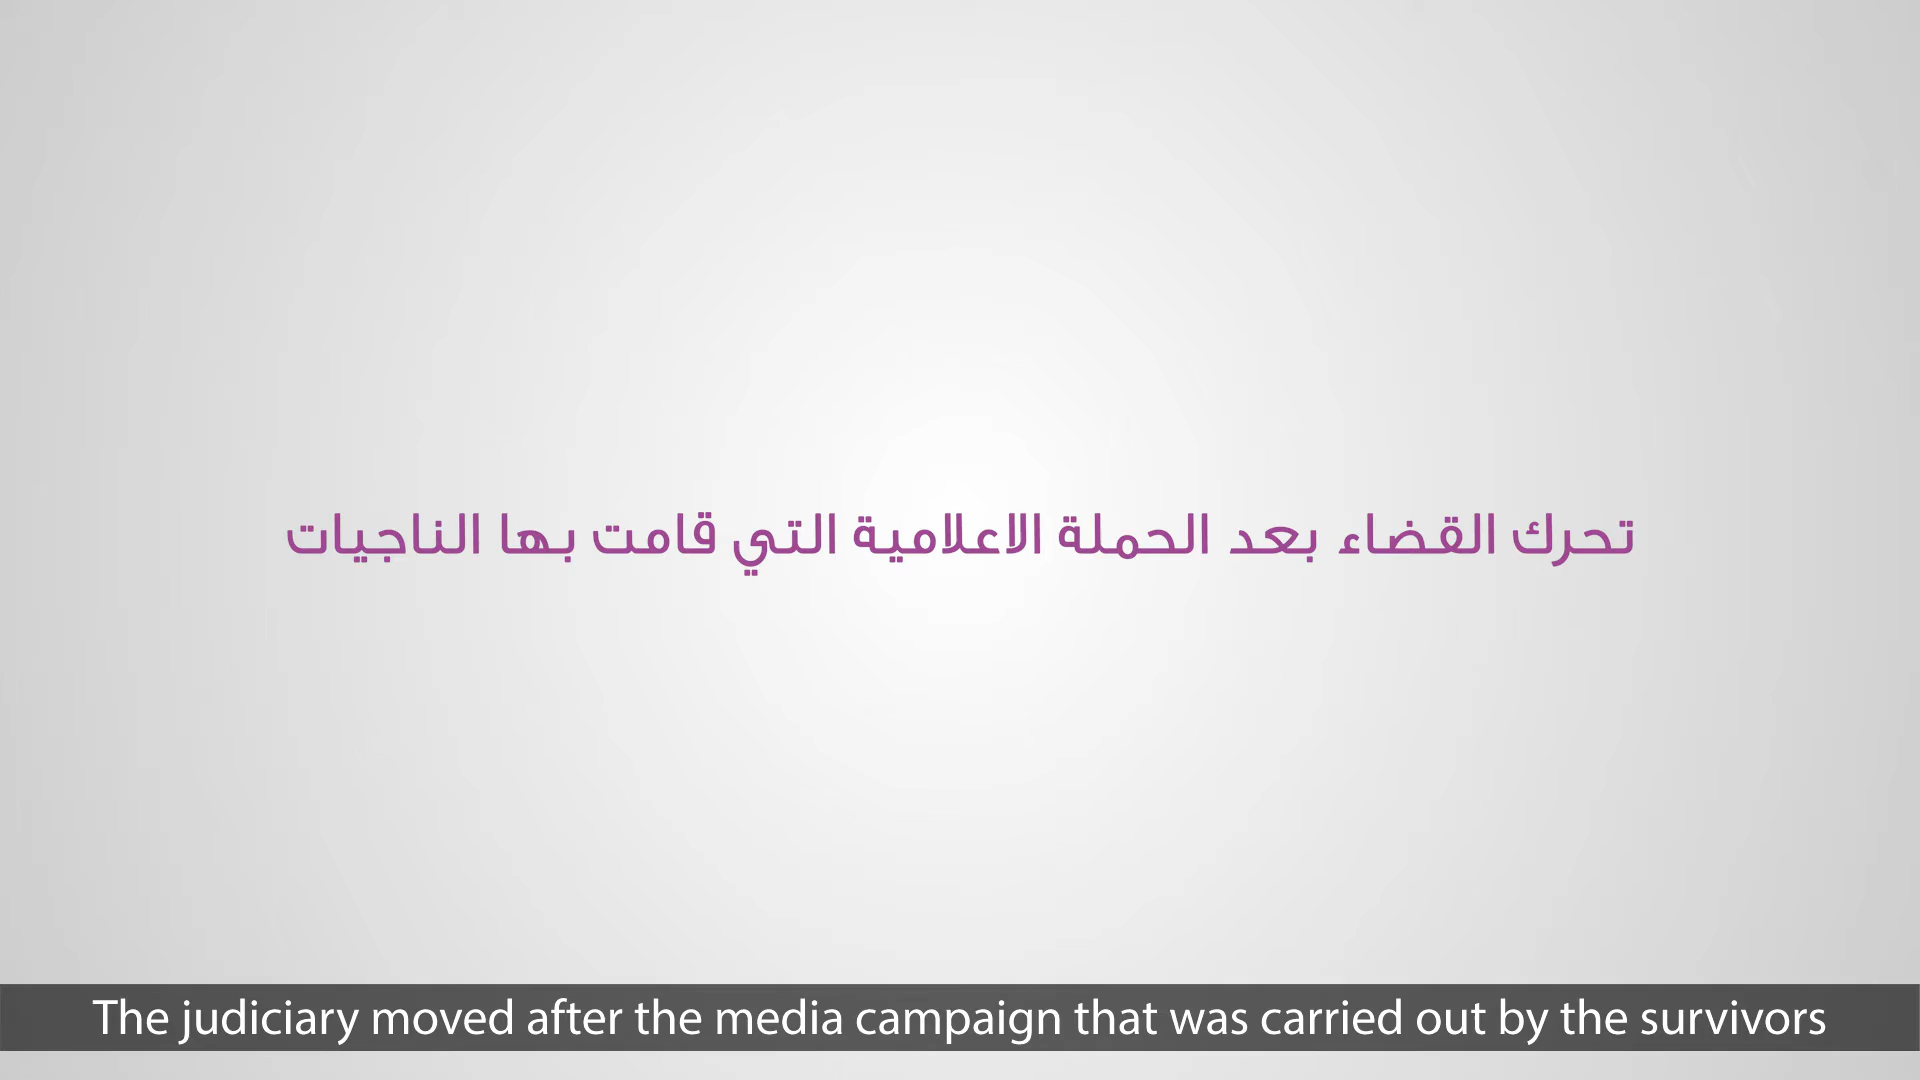 تحرك القضاء بعد الحملة الاعلامية التي قامت بها الناجيات
The judiciary moved after the media campaign that was carried out by the survivors